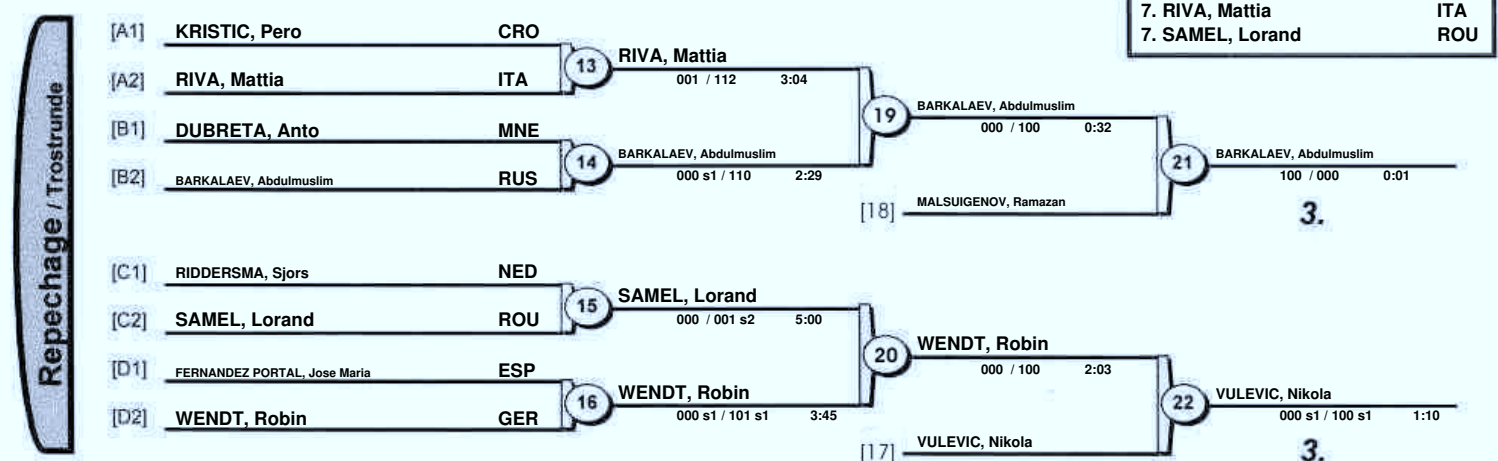 7. RIVA, Mattia ITA
7. SAMEL, Lorand ROU
Repechage / Trostrunde
[A1] KRISTIC, Pero CRO
[A2] RIVA, Mattia ITA
13 RIVA, Mattia
001 / 112 3:04
[B1] DUBRETA, Anto MNE
[B2] BARKALAEV, Abdulmuslim RUS
14 BARKALAEV, Abdulmuslim
000 s1 / 110 2:29
19 BARKALAEV, Abdulmuslim
000 / 100 0:32
[18] MALSUIGENOV, Ramazan
21 BARKALAEV, Abdulmuslim
100 / 000 0:01
3.
[C1] RIDDERSMA, Sjors NED
[C2] SAMEL, Lorand ROU
15 SAMEL, Lorand
000 / 001 s2 5:00
[D1] FERNANDEZ PORTAL, Jose Maria ESP
[D2] WENDT, Robin GER
16 WENDT, Robin
000 s1 / 101 s1 3:45
20 WENDT, Robin
000 / 100 2:03
[17] VULEVIC, Nikola
22 VULEVIC, Nikola
000 s1 / 100 s1 1:10
3.